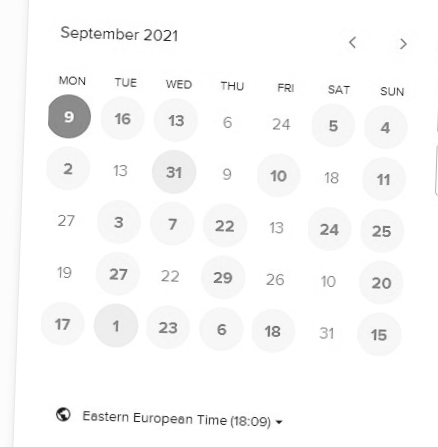 September 2021
MON TUE WED THU FRI SAT SUN
9 16 13 6 24 5 4
2 13 31 9 10 18 11
27 3 7 22 13 24 25
19 27 22 29 26 10 20
17 1 23 6 18 31 15
Eastern European Time (18:09)